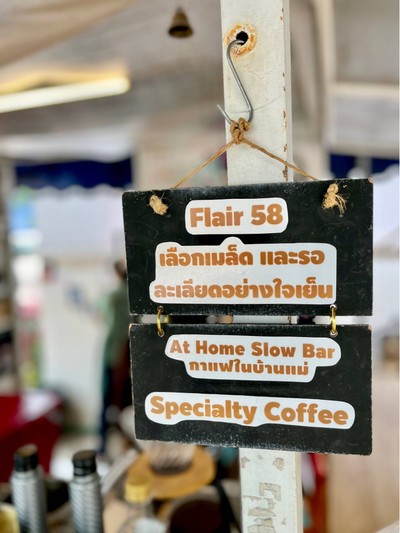 Flair 58
เลือกเมล็ด และรอ
ละเลียดอย่างใจเย็น
At Home Slow Bar
กาแฟในบ้านแม่
Specialty Coffee